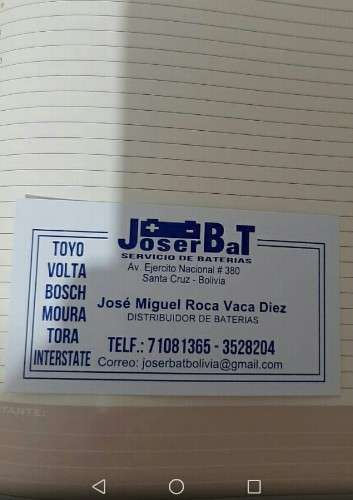 JoserBaT
SERVICIO DE BATERIAS
Av. Ejercito Nacional # 380
Santa Cruz - Bolivia
José Miguel Roca Vaca Diez
DISTRIBUIDOR DE BATERIAS
TELF.: 71081365 - 3528204
Correo: joserbatbolivia@gmail.com
TOYO
VOLTA
BOSCH
MOURA
TORA
INTERSTATE
TANTE: